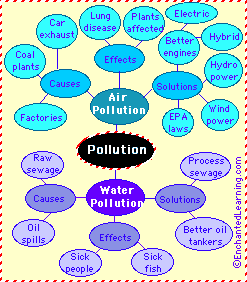 Car
exhaust
Lung
disease
Plants
affected
Electric
Hybrid
Better
engines
Hydro
power
Wind
power
EPA
laws
Solutions
Effects
Coal
plants
Causes
Factories
Air
Pollution
Pollution
Water
Pollution
Raw
sewage
Causes
Oil
spills
Effects
Sick
people
Sick
fish
Process
sewage
Solutions
Better oil
tankers
©EnchantedLearning.com